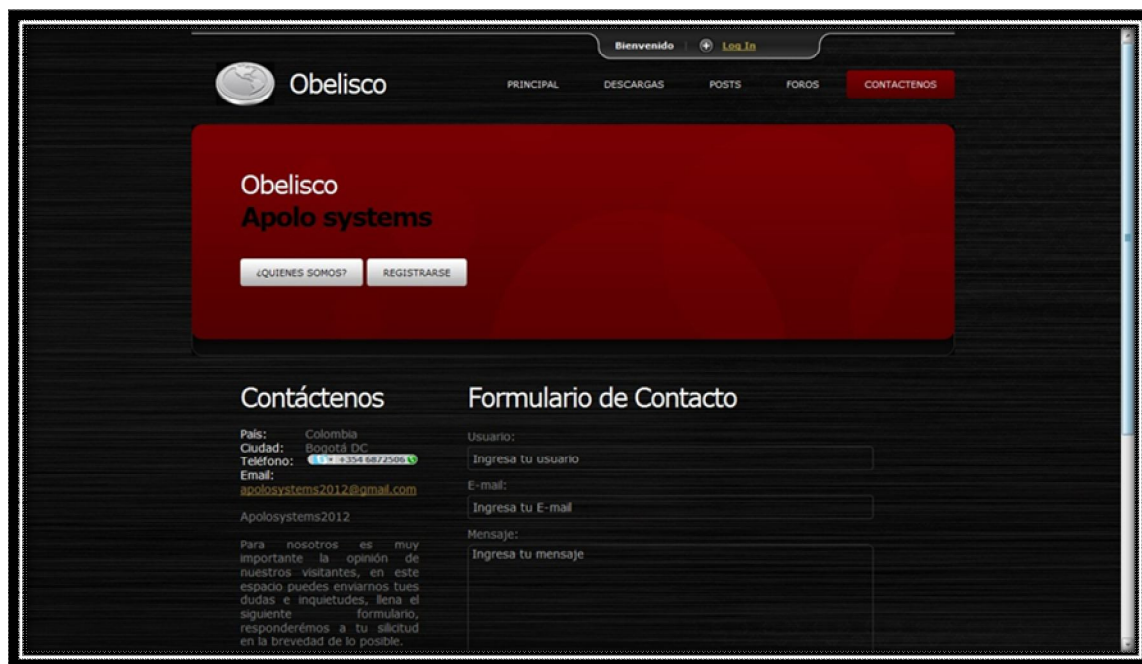 Bienvenido
Log In
Obelisco
PRINCIPAL
DESCARGAS
POSTS
FOROS
CONTACTENOS
Obelisco
Apolo systems
¿QUIENES SOMOS?
REGISTRARSE
Contáctenos
País: Colombia
Ciudad: Bogotá DC
Teléfono: +354 6872506
Email:
apolosystems2012@gmail.com
Apolosystems2012
Para nosotros es muy
importante la opinión de
nuestros visitantes, en este
espacio puedes enviarnos tues
dudas e inquietudes, llena el
siguiente formulario,
responderémos a tu silicitud
en la brevedad de lo posible.
Formulario de Contacto
Usuario:
Ingresa tu usuario
E-mail:
Ingresa tu E-mail
Mensaje:
Ingresa tu mensaje